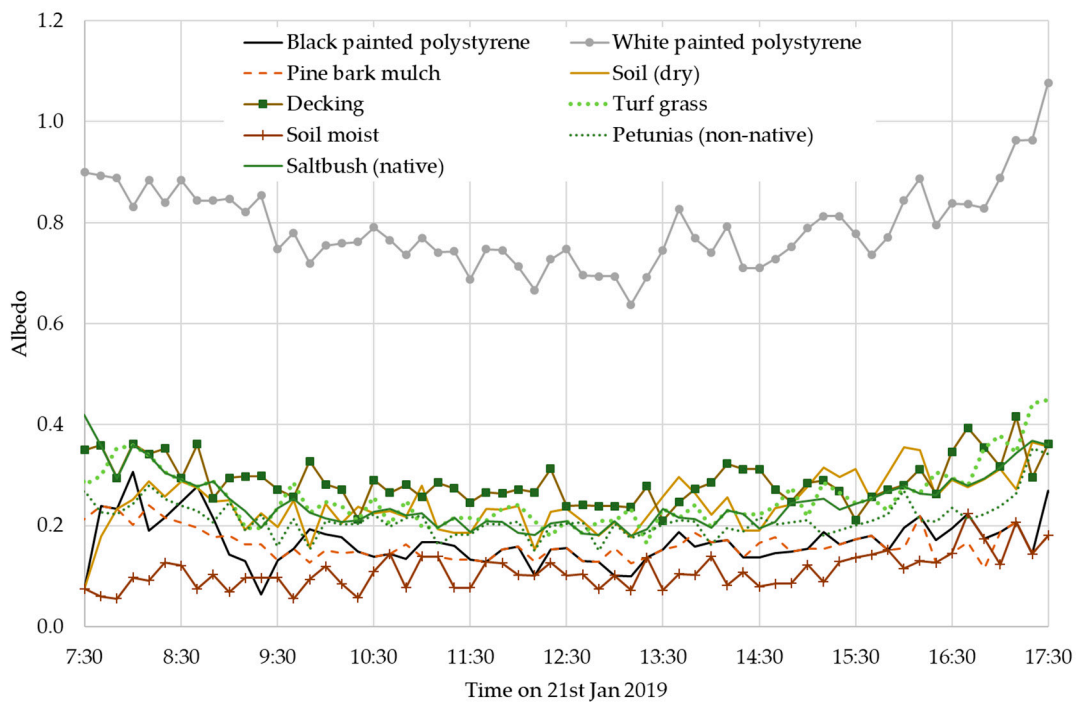 1.2
1.0
0.8
0.6
0.4
0.2
0.0
Albedo
Black painted polystyrene
White painted polystyrene
Pine bark mulch
Soil (dry)
Decking
Turf grass
Soil moist
Petunias (non-native)
Saltbush (native)
7:30 8:30 9:30 10:30 11:30 12:30 13:30 14:30 15:30 16:30 17:30
Time on 21st Jan 2019